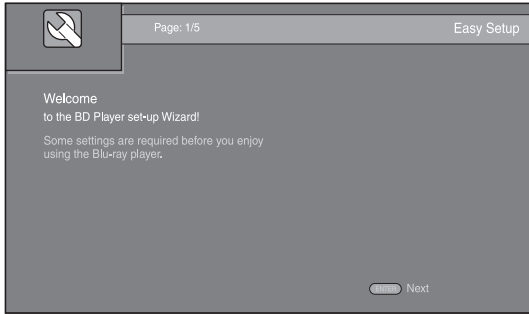 Page: 1/5
Easy Setup
Welcome
to the BD Player set-up Wizard!
Some settings are required before you enjoy
using the Blu-ray player.
ENTER Next